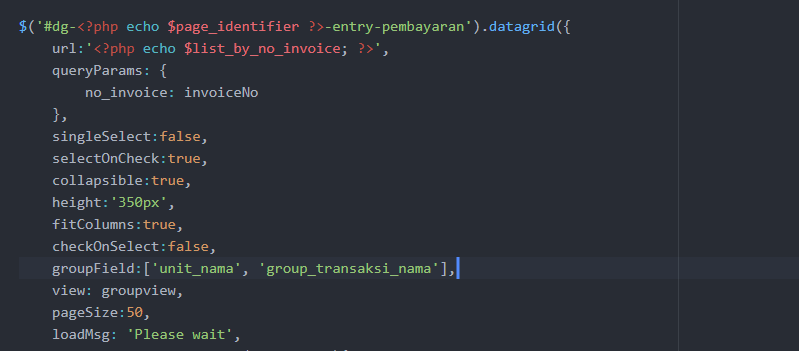 $('#dg-<?php echo $page_identifier ?>-entry-pembayaran').datagrid({
url:'<?php echo $list_by_no_invoice; ?>',
queryParams: {
no_invoice: invoiceNo
},
singleSelect:false,
selectOnCheck:true,
collapsible:true,
height:'350px',
fitColumns:true,
checkOnSelect:false,
groupField:['unit_nama', 'group_transaksi_nama'],
view: groupview,
pageSize:50,
loadMsg: 'Please wait',